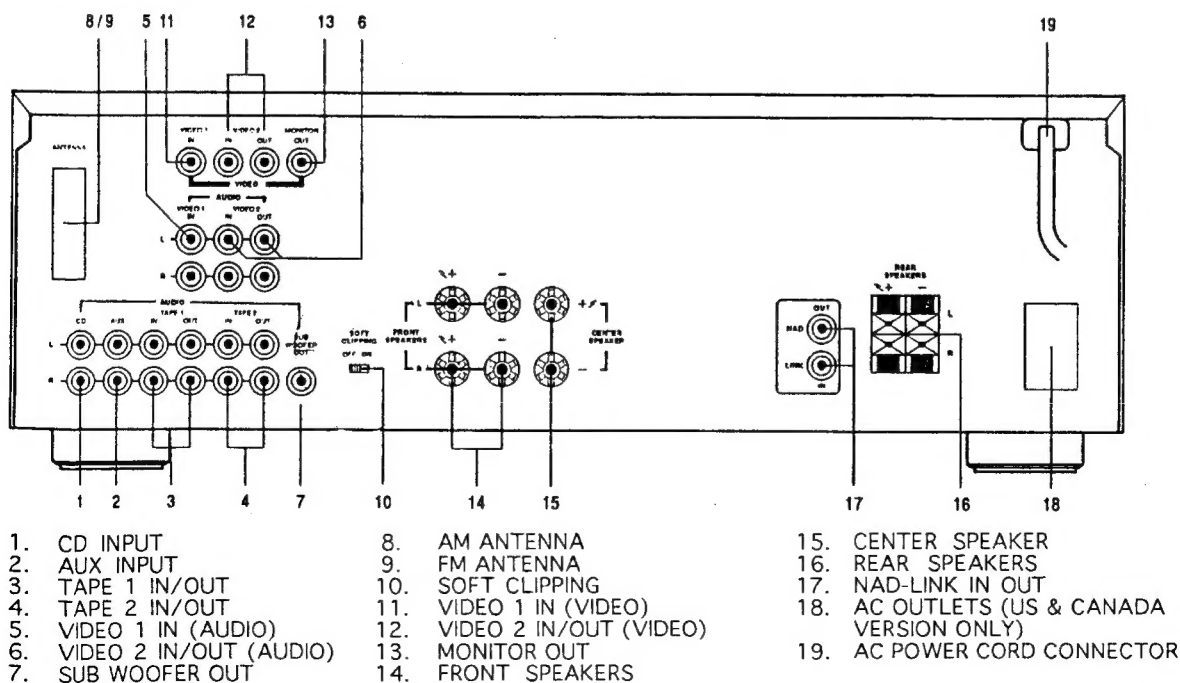 8/9 5 11 12 13 6 19
VIDEO 1 VIDEO 2 MONITOR
ANTENNA IN IN OUT OUT
VIDEO
AUDIO
VIDEO 1 VIDEO 2
IN IN OUT
L
R
REAR
SPEAKERS
+ −
AUDIO
CD AUX TAPE 1 TAPE 2
IN OUT IN OUT
SUB
WOOFER
OUT
L
R
SOFT
CLIPPING
OFF ON
+ −
FRONT
SPEAKERS
L
+ −
R
+
CENTER
SPEAKER
−
OUT
NAD
LINK
IN
L
R
1 2 3 4 7 10 14 15 17 16 18
1. CD INPUT
2. AUX INPUT
3. TAPE 1 IN/OUT
4. TAPE 2 IN/OUT
5. VIDEO 1 IN (AUDIO)
6. VIDEO 2 IN/OUT (AUDIO)
7. SUB WOOFER OUT
8. AM ANTENNA
9. FM ANTENNA
10. SOFT CLIPPING
11. VIDEO 1 IN (VIDEO)
12. VIDEO 2 IN/OUT (VIDEO)
13. MONITOR OUT
14. FRONT SPEAKERS
15. CENTER SPEAKER
16. REAR SPEAKERS
17. NAD-LINK IN OUT
18. AC OUTLETS (US & CANADA
VERSION ONLY)
19. AC POWER CORD CONNECTOR